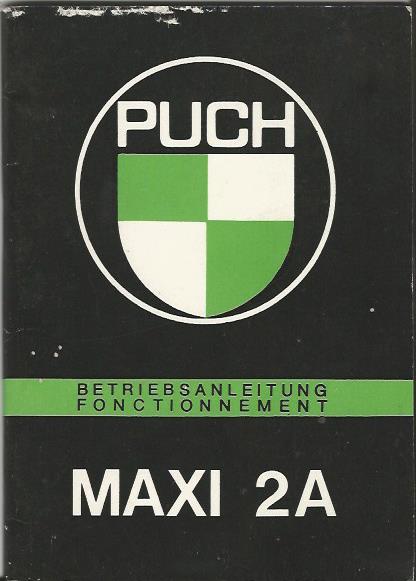 PUCH
BETRIEBSANLEITUNG
FONCTIONNEMENT
MAXI 2A